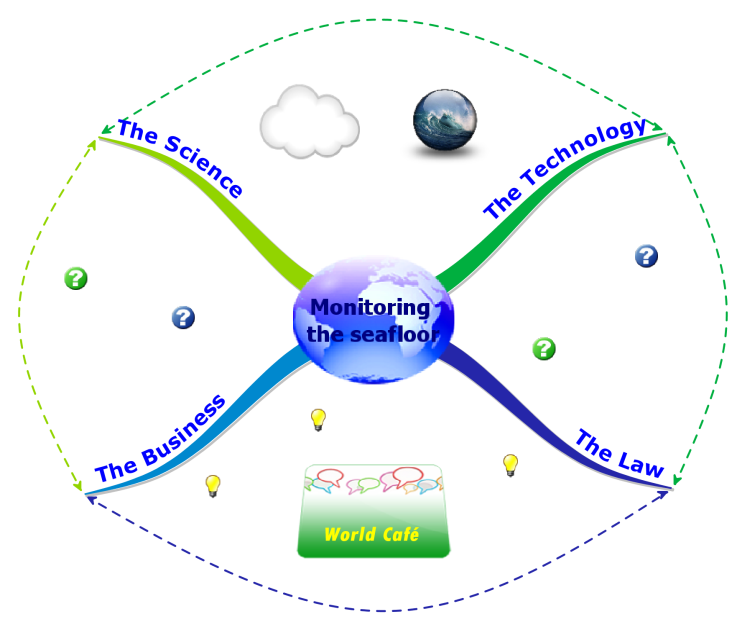 The Science
The Technology
?
?
?
Monitoring
the seafloor
?
The Business
The Law
World Café